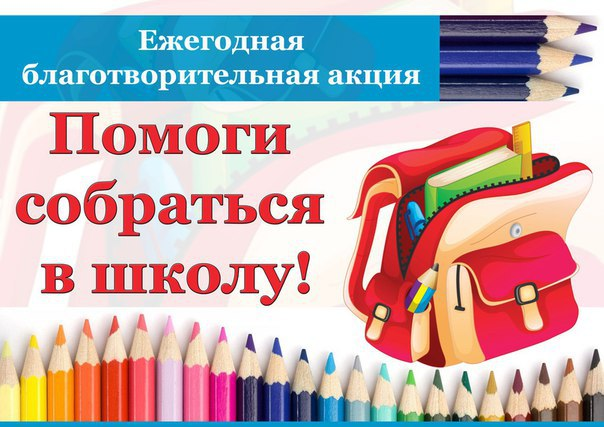 Ежегодная
благотворительная акция
Помоги
собраться
в школу!